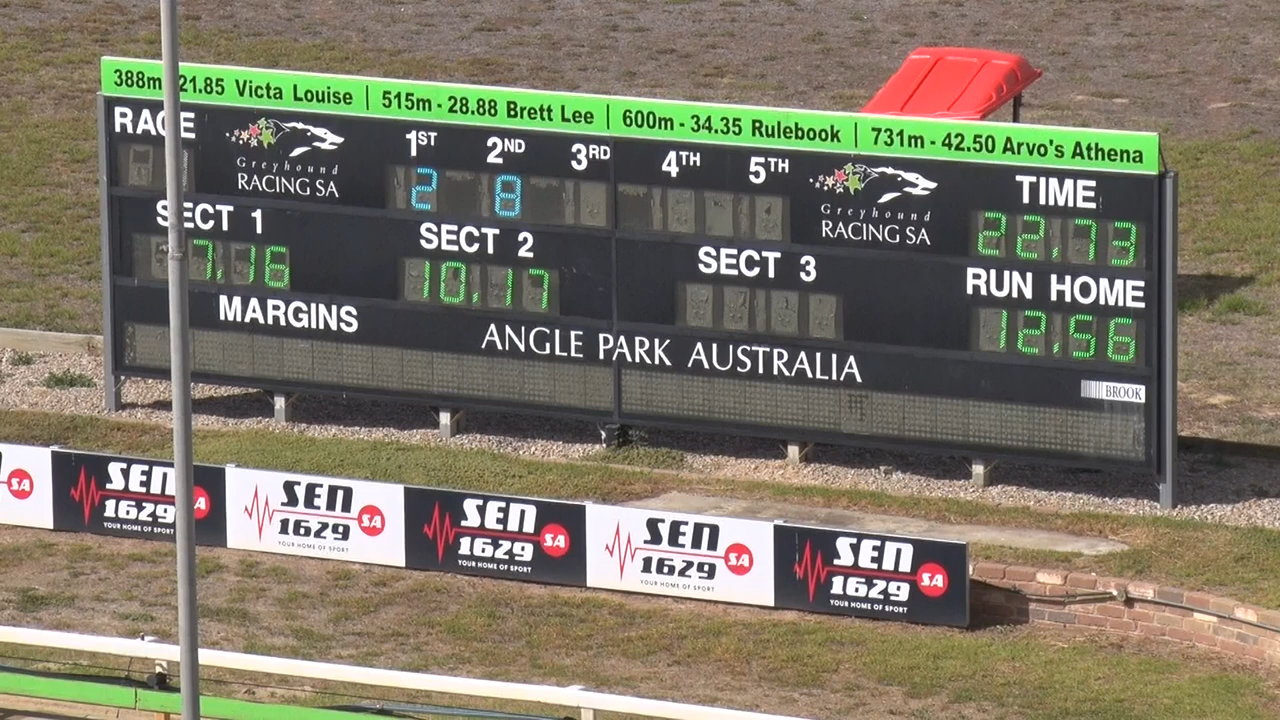 388m 21.85 Victa Louise | 515m - 28.88 Brett Lee | 600m - 34.35 Rulebook | 731m - 42.50 Arvo's Athena
RACE
Greyhound
RACING SA
1ST 2ND 3RD 4TH 5TH
2 8
Greyhound
RACING SA
TIME
22.73
SECT 1
7.16
SECT 2
10.17
SECT 3
RUN HOME
12.56
MARGINS
ANGLE PARK AUSTRALIA
BROOK
SA
SEN
1629 SA
YOUR HOME OF SPORT
SEN
1629 SA
YOUR HOME OF SPORT
SEN
1629 SA
YOUR HOME OF SPORT
SEN
1629 SA
YOUR HOME OF SPORT
SEN
1629 SA
YOUR HOME OF SPORT